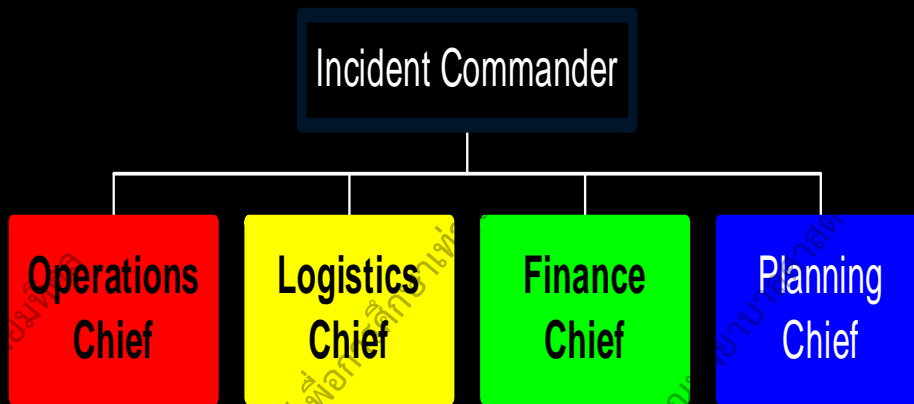 Incident Commander
Operations
Chief
Logistics
Chief
Finance
Chief
Planning
Chief